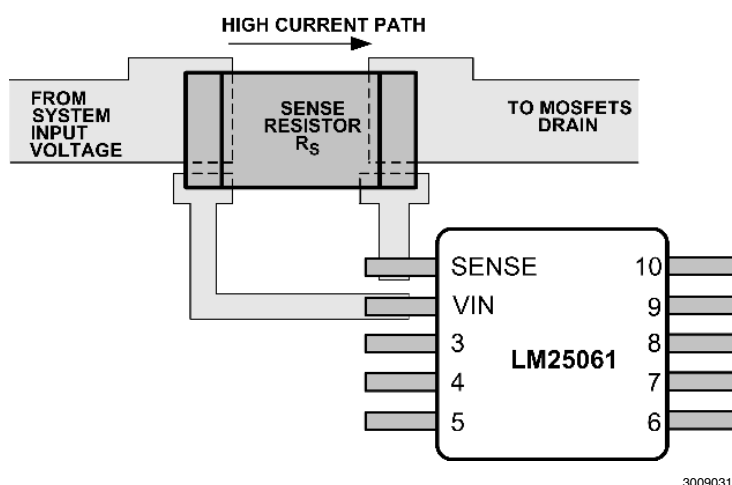 HIGH CURRENT PATH
FROM
SYSTEM
INPUT
VOLTAGE
SENSE
RESISTOR
RS
TO MOSFETS
DRAIN
SENSE
VIN
3
4
5
LM25061
10
9
8
7
6
3009031